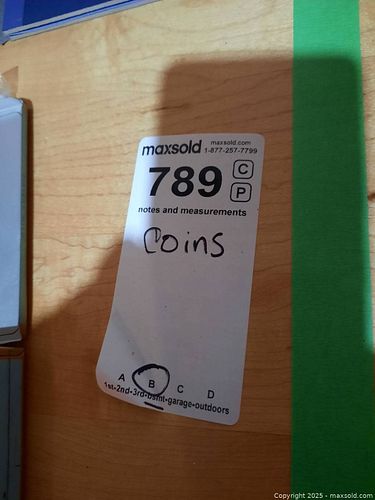 maxsold maxsold.com
1-877-257-7799
789 C
P
notes and measurements
Coins
A B C D
1st-2nd-3rd-bsmt-garage-outdoors
Copyright 2025 - maxsold.com